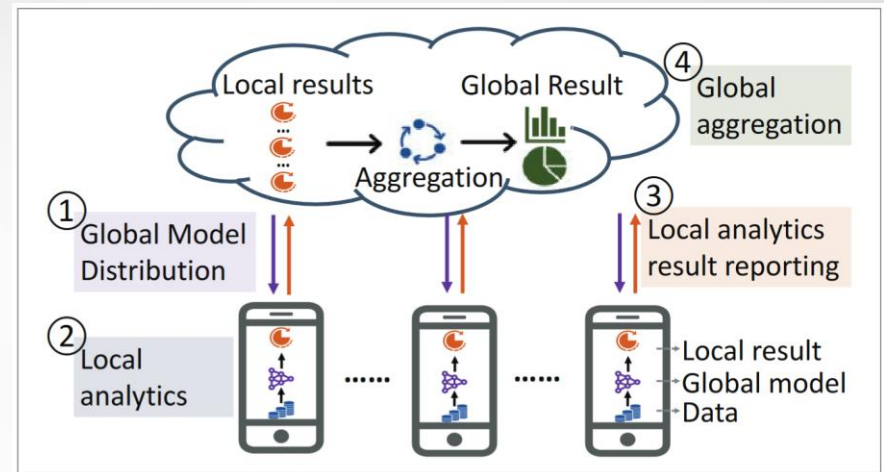 Local results
Global Result
Aggregation
④
Global
aggregation
①
Global Model
Distribution
③
Local analytics
result reporting
②
Local
analytics
...
...
......
......
Local result
Global model
Data